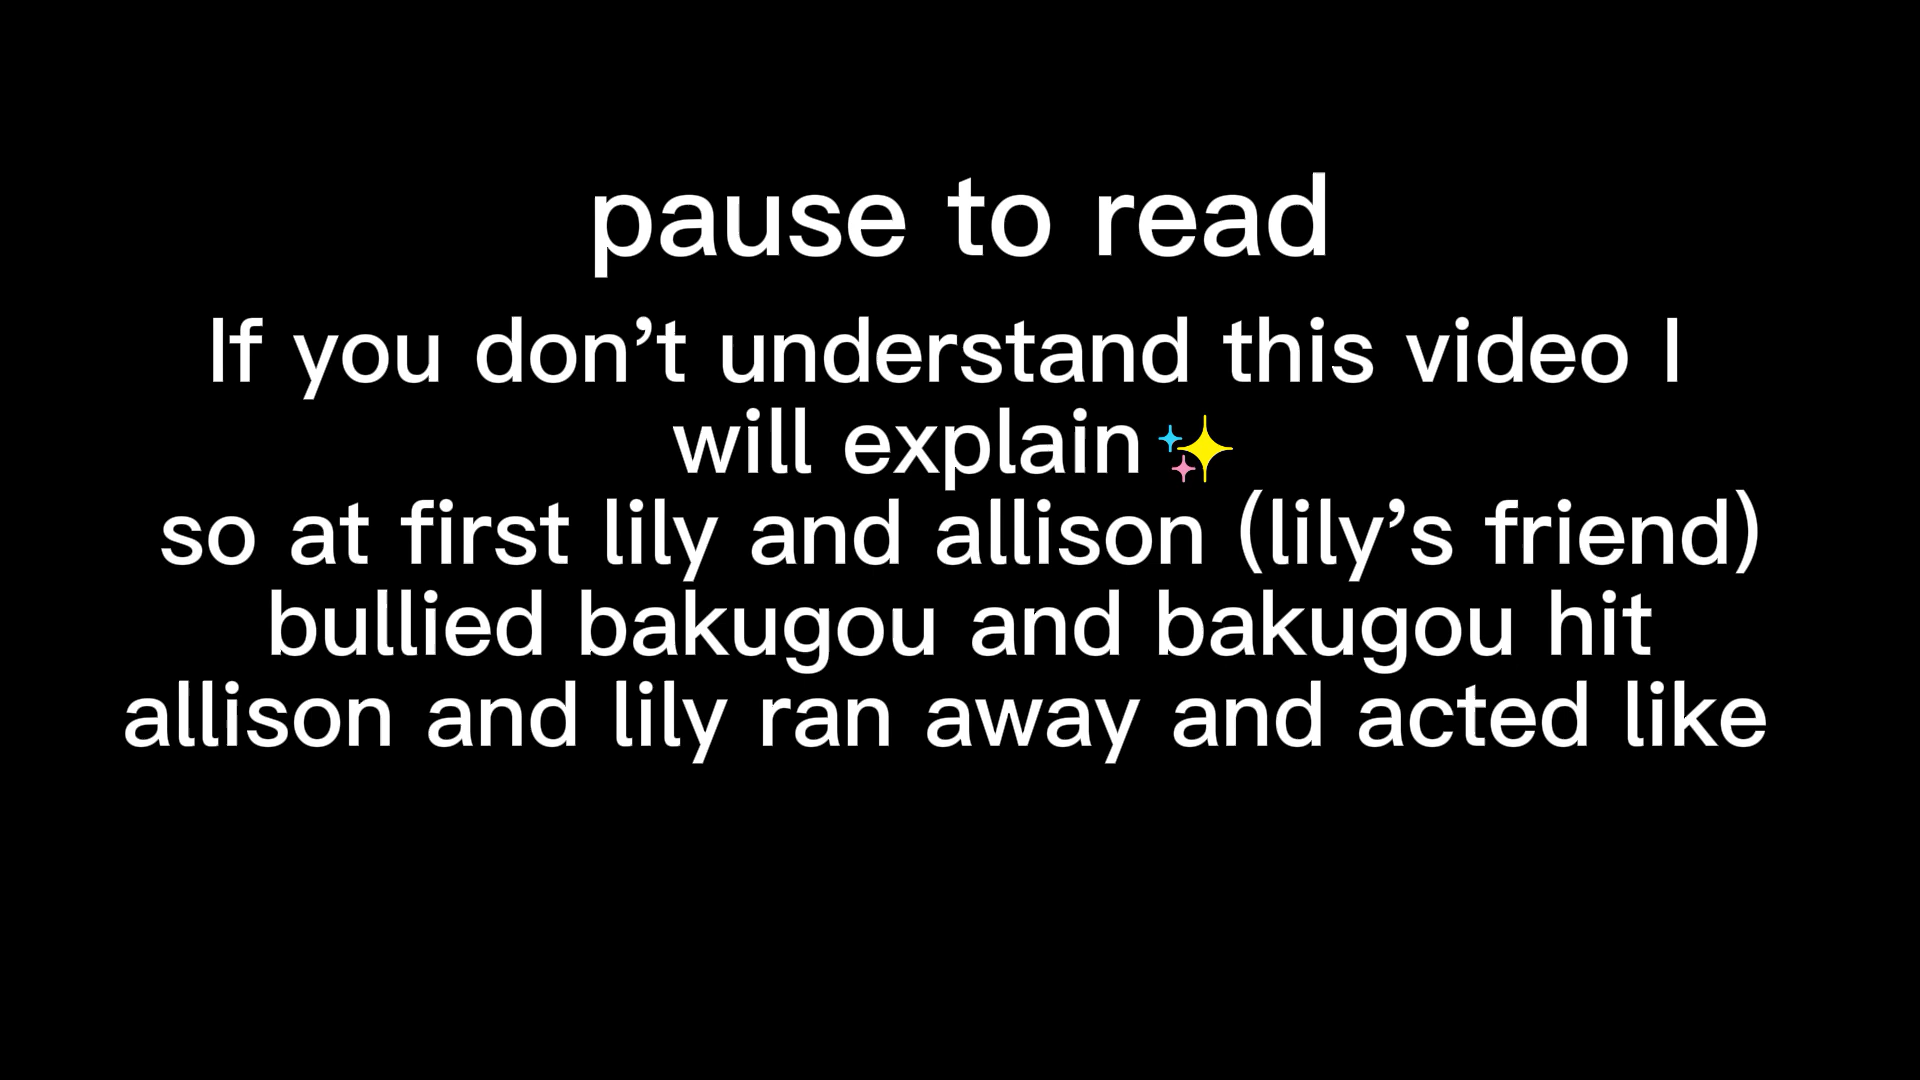 pause to read
If you don’t understand this video I
will explain✨
so at first lily and allison (lily’s friend)
bullied bakugou and bakugou hit
allison and lily ran away and acted like